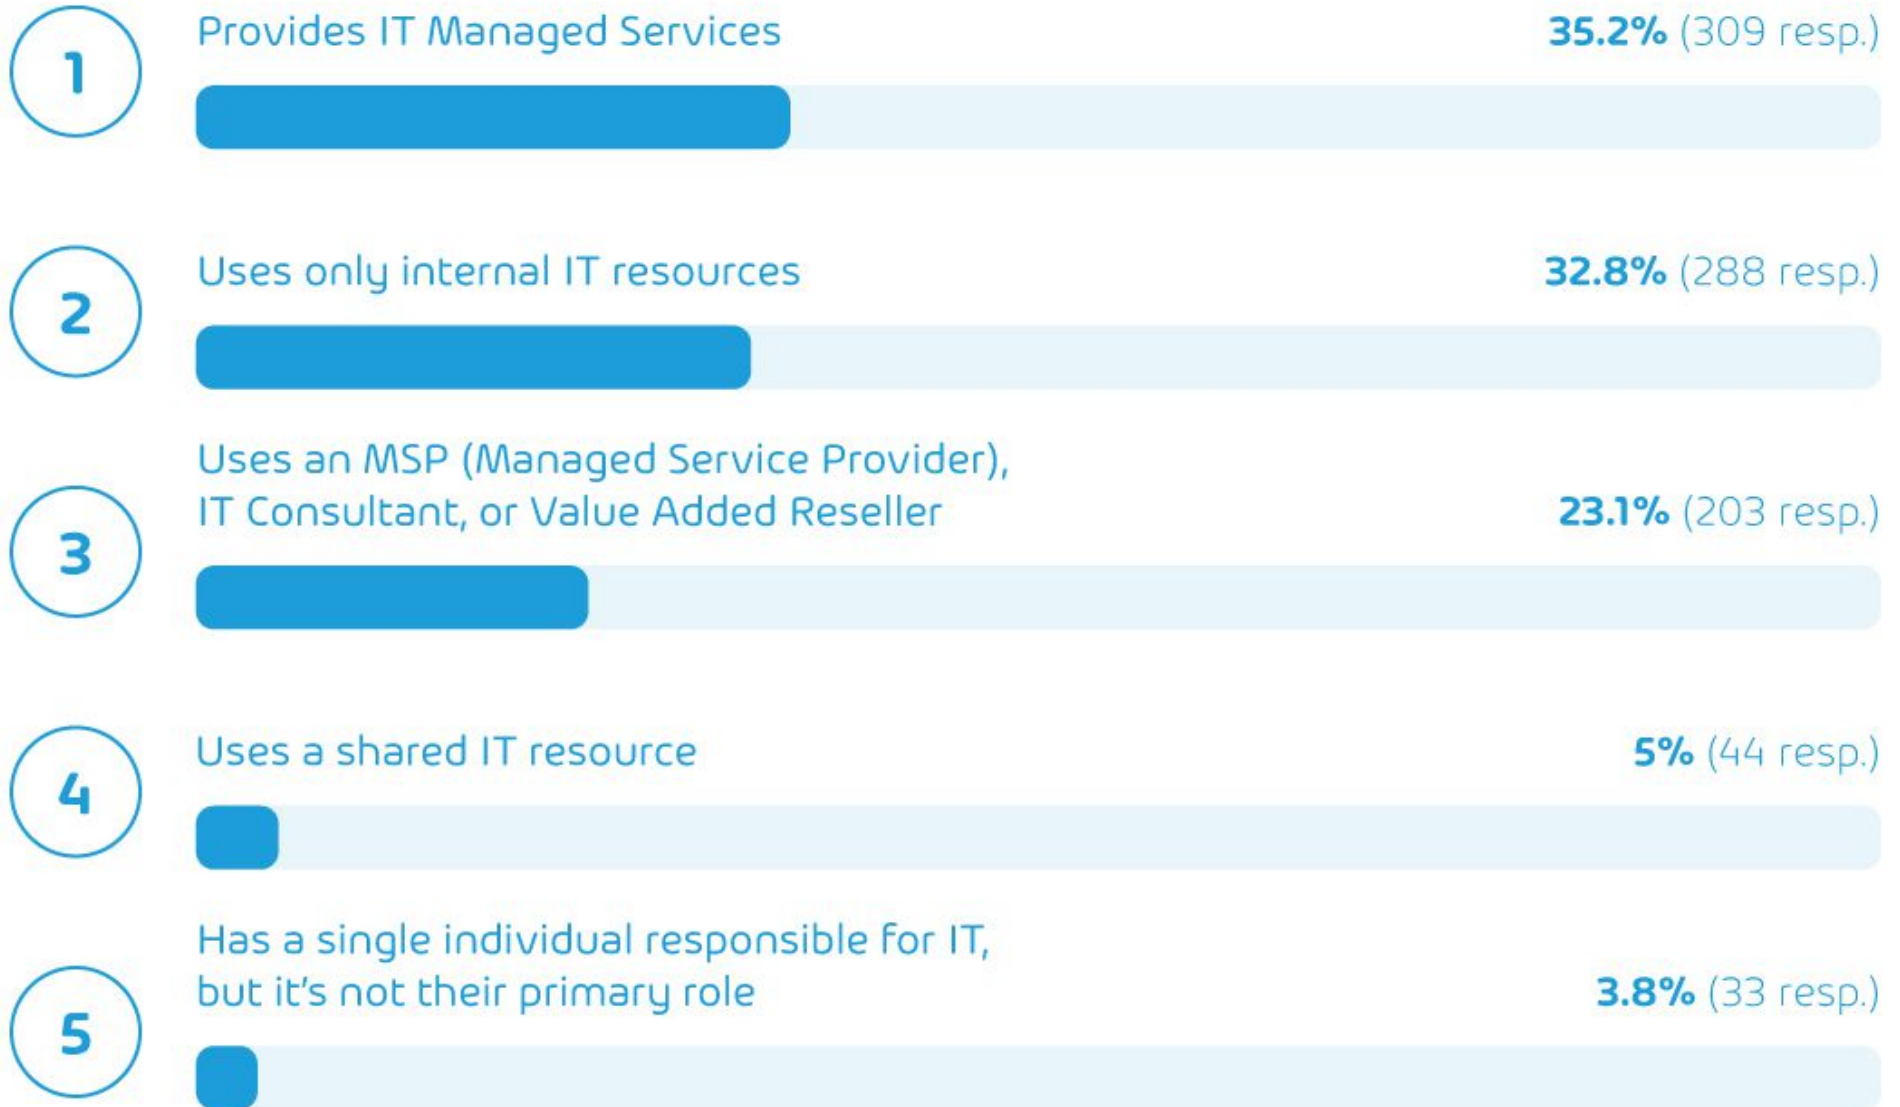 1
Provides IT Managed Services
35.2% (309 resp.)
2
Uses only internal IT resources
32.8% (288 resp.)
3
Uses an MSP (Managed Service Provider),
IT Consultant, or Value Added Reseller
23.1% (203 resp.)
4
Uses a shared IT resource
5% (44 resp.)
5
Has a single individual responsible for IT,
but it's not their primary role
3.8% (33 resp.)